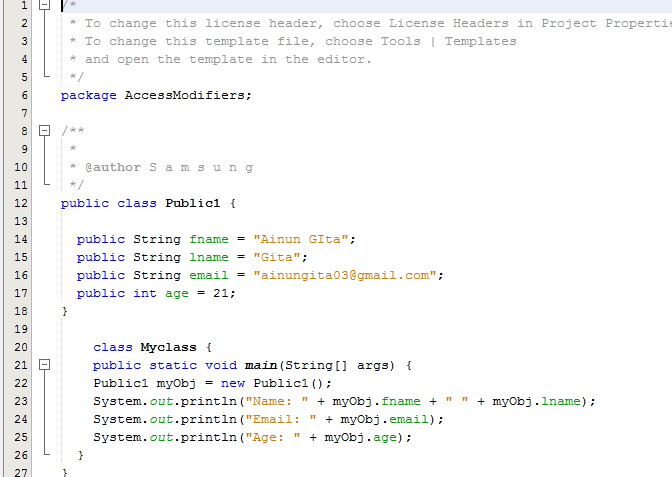 1 /*
2 * To change this license header, choose License Headers in Project Properti
3 * To change this template file, choose Tools | Templates
4 * and open the template in the editor.
5 */
6 package AccessModifiers;
7
8 /**
9 *
10 * @author S a m s u n g
11 */
12 public class Public1 {
13
14 public String fname = "Ainun GIta";
15 public String lname = "Gita";
16 public String email = "ainungita03@gmail.com";
17 public int age = 21;
18 }
19
20 class Myclass {
21 public static void main(String[] args) {
22 Public1 myObj = new Public1();
23 System.out.println("Name: " + myObj.fname + " " + myObj.lname);
24 System.out.println("Email: " + myObj.email);
25 System.out.println("Age: " + myObj.age);
26 }
27 }